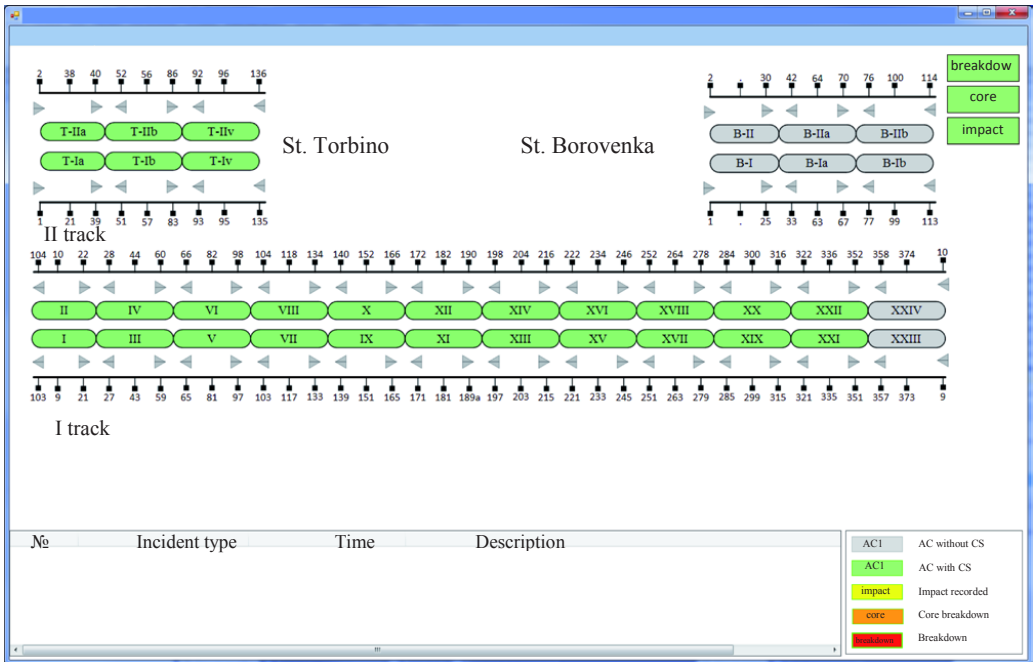 2 38 40 52 56 86 92 96 136
T-IIa T-IIb T-IIv
T-Ia T-Ib T-Iv
1 21 39 51 57 83 93 95 135
St. Torbino
St. Borovenka
2 . 30 42 64 70 76 100 114
B-II B-IIa B-IIb
B-I B-Ia B-Ib
1 . 25 33 63 67 77 99 113
breakdow
core
impact
II track
104 10 22 28 44 60 66 82 98 104 118 134 140 152 166 172 182 190 198 204 216 222 234 246 252 264 278 284 300 316 322 336 352 358 374 10
II IV VI VIII X XII XIV XVI XVIII XX XXII XXIV
I III V VII IX XI XIII XV XVII XIX XXI XXIII
103 9 21 27 43 59 65 81 97 103 117 133 139 151 165 171 181 189a 197 203 215 221 233 245 251 263 279 285 299 315 321 335 351 357 373 9
I track
№ Incident type Time Description
AC1 AC without CS
AC1 AC with CS
impact Impact recorded
core Core breakdown
breakdown Breakdown